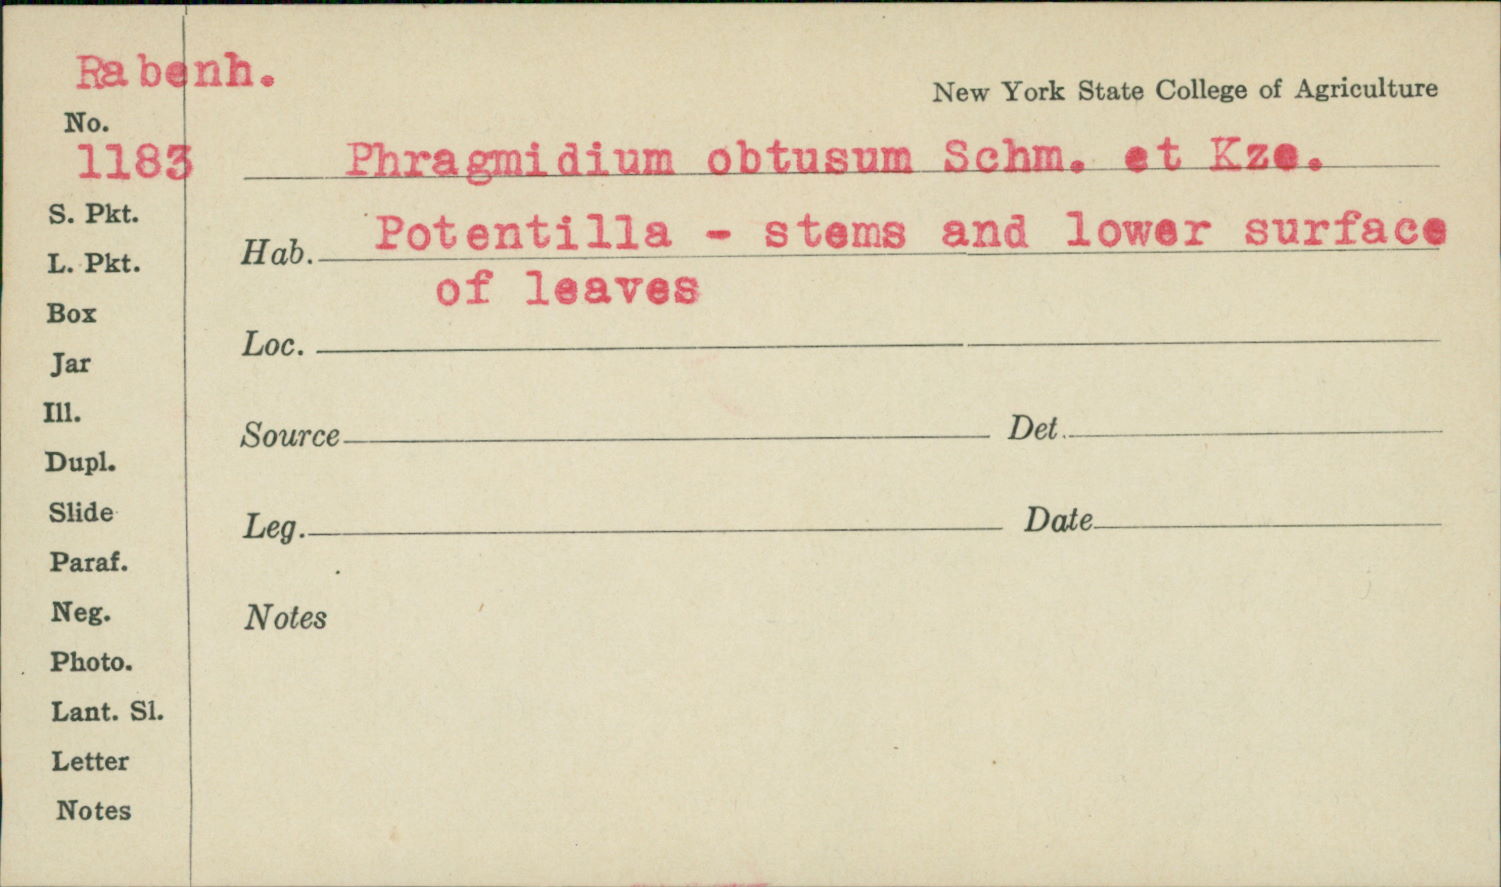 Rabenh.
New York State College of Agriculture
No.
1183
Phragmidium obtusum Schm. et Kze.
S. Pkt.
Hab. Potentilla - stems and lower surface
of leaves
L. Pkt.
Box
Loc.
Jar
Ill.
Source Det.
Dupl.
Slide
Leg. Date
Paraf.
Neg.
Notes
Photo.
Lant. Sl.
Letter
Notes